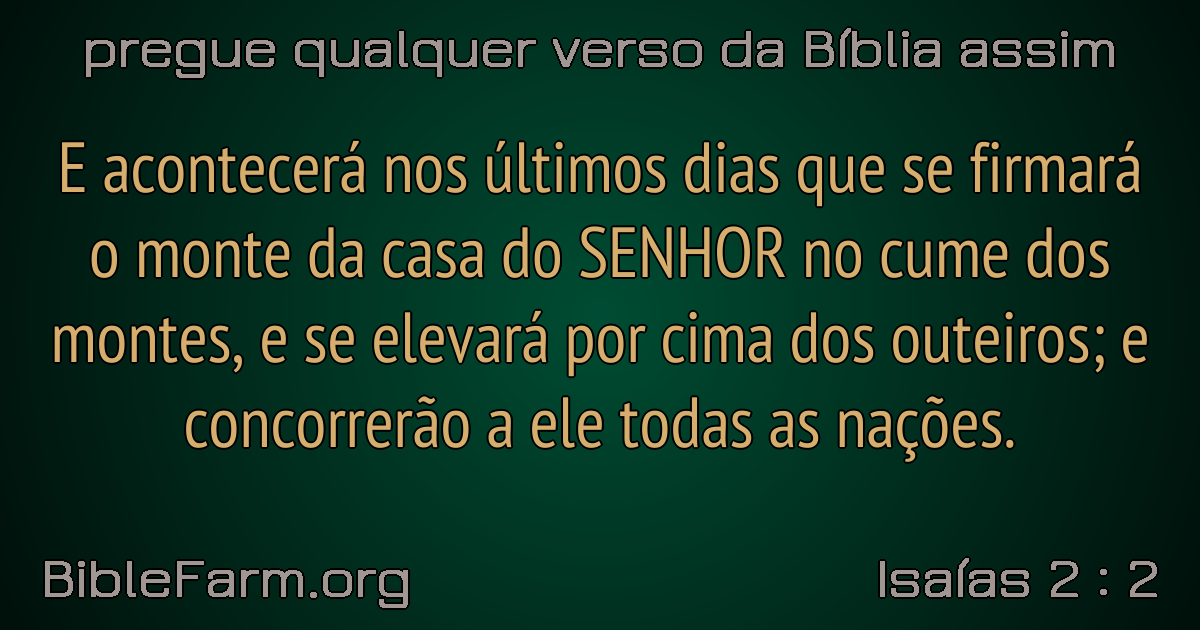 pregue qualquer verso da Bíblia assim
E acontecerá nos últimos dias que se firmará
o monte da casa do SENHOR no cume dos
montes, e se elevará por cima dos outeiros; e
concorrerão a ele todas as nações.
BibleFarm.org
Isaías 2 : 2